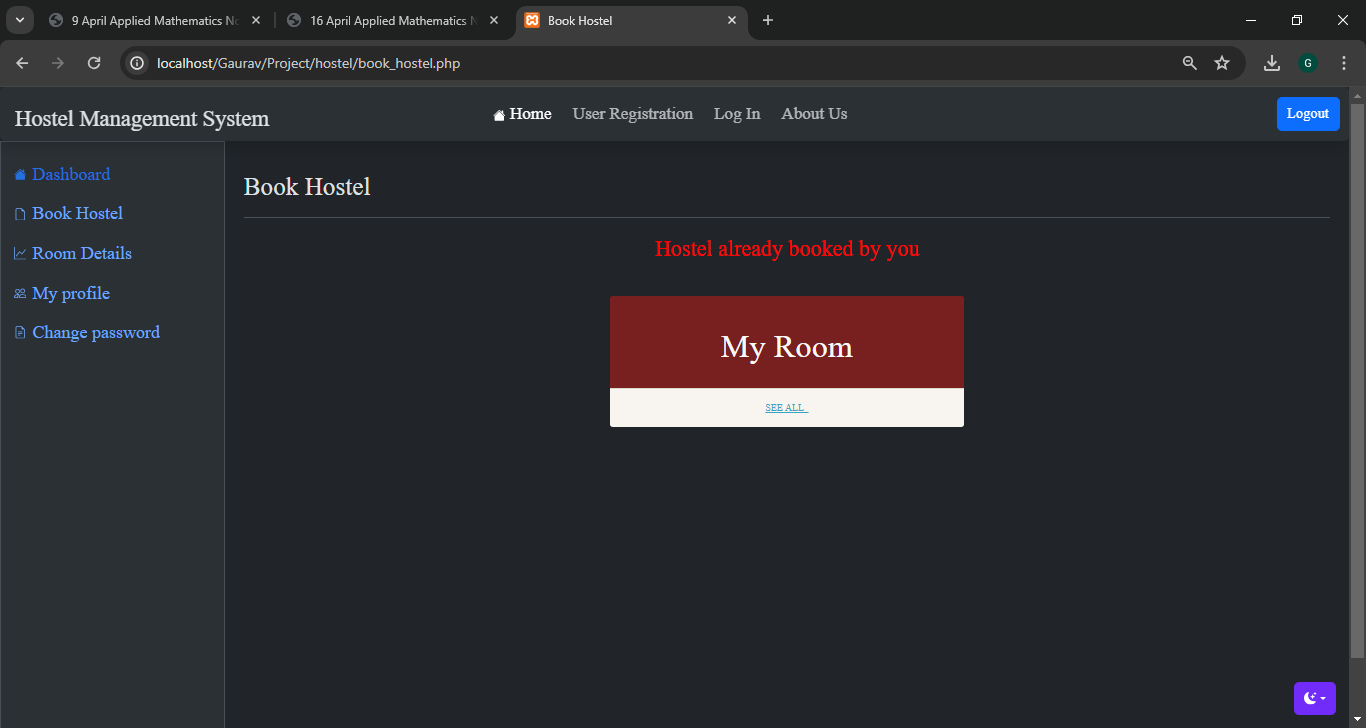 9 April Applied Mathematics No
16 April Applied Mathematics N
Book Hostel
localhost/Gaurav/Project/hostel/book_hostel.php
G
Hostel Management System
Home
User Registration
Log In
About Us
Logout
Dashboard
Book Hostel
Room Details
My profile
Change password
Book Hostel
Hostel already booked by you
My Room
SEE ALL